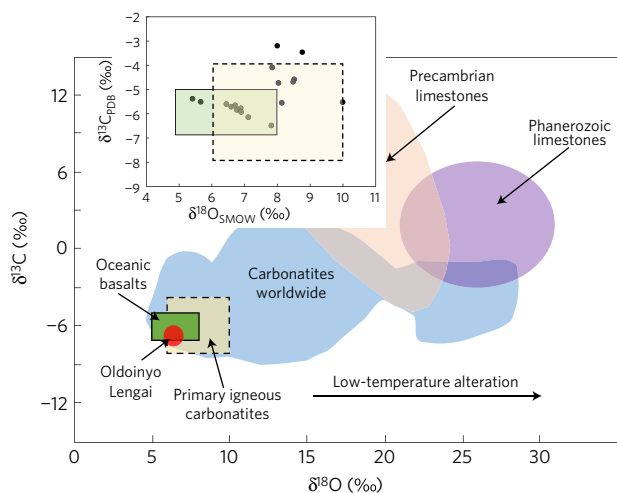 −2
−3
−4
−5
−6
−7
−8
−9
δ¹³C_PDB (‰)
4 5 6 7 8 9 10 11
δ¹⁸O_SMOW (‰)
Precambrian
limestones
Phanerozoic
limestones
12
6
0
−6
−12
δ¹³C (‰)
Oceanic
basalts
Carbonatites
worldwide
Oldoinyo
Lengai
Primary igneous
carbonatites
Low-temperature alteration
0 5 10 15 20 25 30
δ¹⁸O (‰)